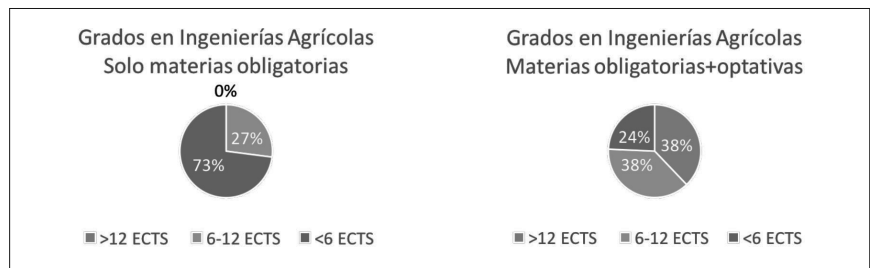 Grados en Ingenierías Agrícolas
Solo materias obligatorias
0%
27%
73%
>12 ECTS 6-12 ECTS <6 ECTS
Grados en Ingenierías Agrícolas
Materias obligatorias+optativas
24%
38%
38%
>12 ECTS 6-12 ECTS <6 ECTS